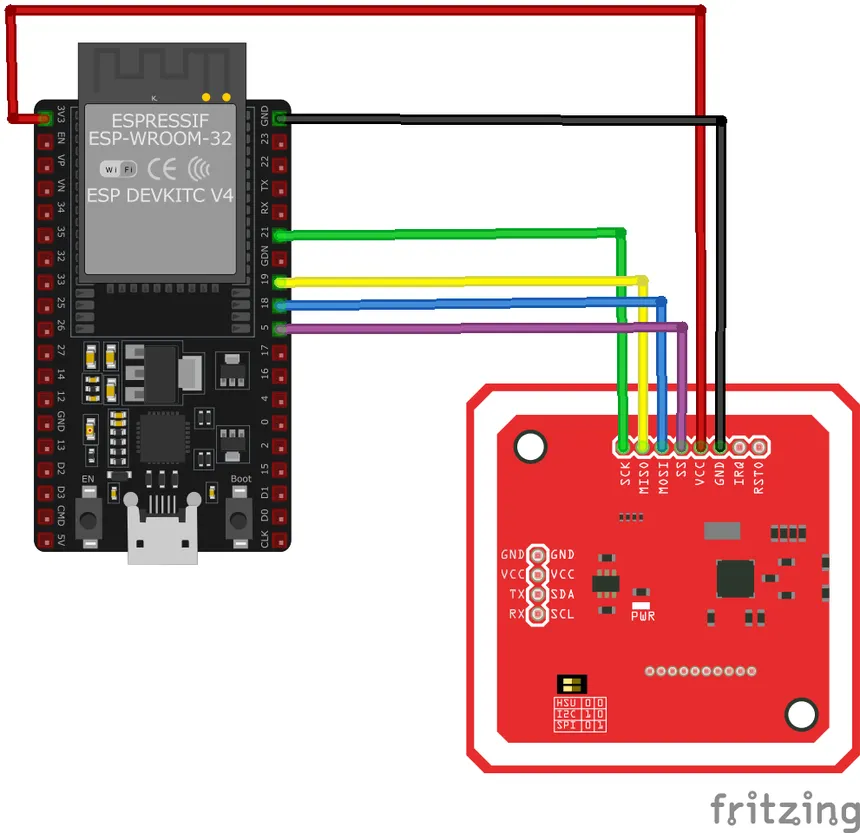 K.
ESPRESSIF
ESP-WROOM-32
Wi Fi
CE
ESP DEVKITC V4
3V3
EN
VP
VN
34
35
32
33
25
26
27
14
12
GND
13
D2
D3
CMD
5V
GND
23
22
TX
RX
21
GDN
19
18
5
17
16
4
0
2
15
D1
D0
CLK
EN
Boot
SCK
MISO
MOSI
SS
VCC
GND
IRQ
RSTO
GND GND
VCC VCC
TX SDA
RX SCL
PWR
HSU 0 0
I2C 1 0
SPI 0 1
fritzing